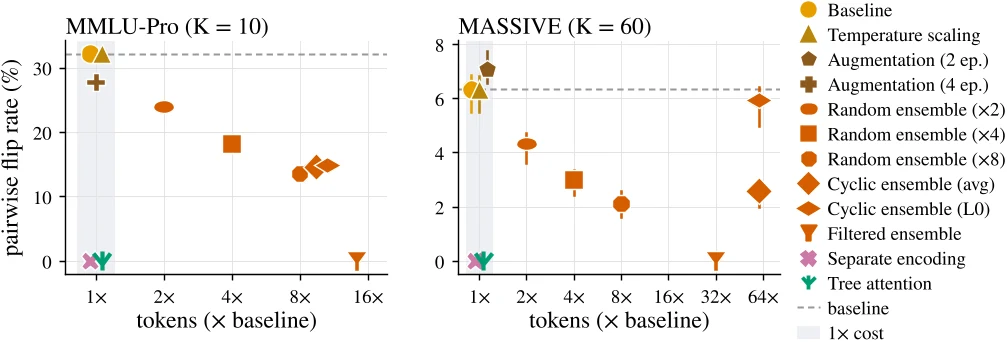 MMLU-Pro (K = 10)
MASSIVE (K = 60)
pairwise flip rate (%)
30
20
10
0
1×
2×
4×
8×
16×
tokens (× baseline)
8
6
4
2
0
1×
2×
4×
8×
16×
32×
64×
tokens (× baseline)
Baseline
Temperature scaling
Augmentation (2 ep.)
Augmentation (4 ep.)
Random ensemble (×2)
Random ensemble (×4)
Random ensemble (×8)
Cyclic ensemble (avg)
Cyclic ensemble (L0)
Filtered ensemble
Separate encoding
Tree attention
baseline
1× cost